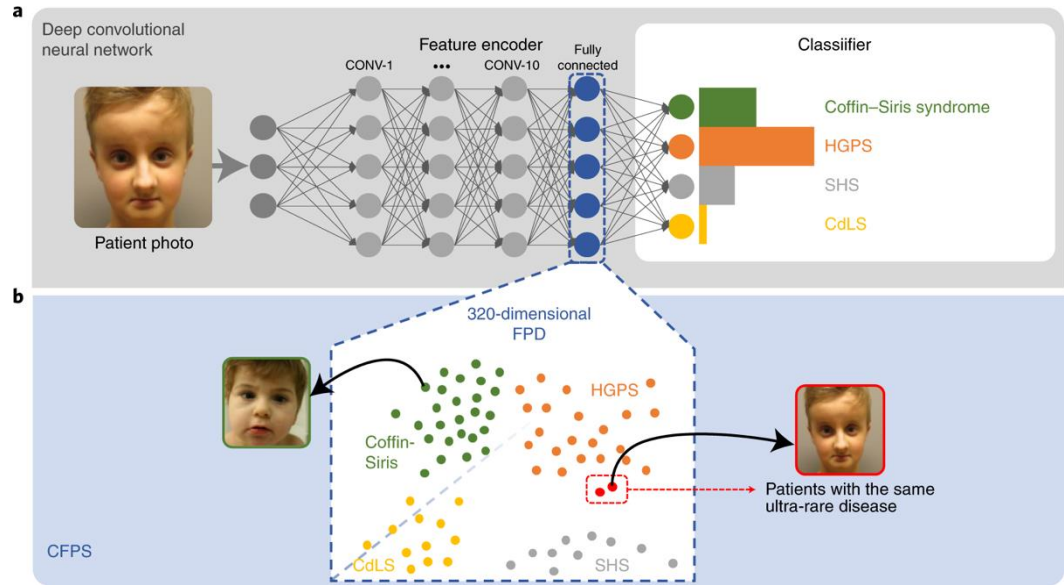 a
Deep convolutional
neural network
Feature encoder
CONV-1
•••
CONV-10
Fully
connected
Classiifier
Patient photo
Coffin–Siris syndrome
HGPS
SHS
CdLS
b
320-dimensional
FPD
HGPS
Coffin-
Siris
Patients with the same
ultra-rare disease
CFPS
CdLS
SHS